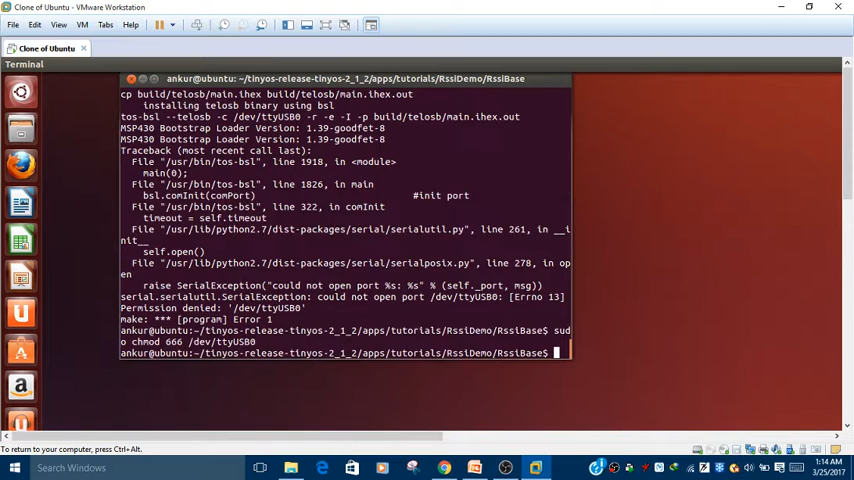 Clone of Ubuntu - VMware Workstation
File Edit View VM Tabs Help
Clone of Ubuntu
Terminal
ankur@ubuntu: ~/tinyos-release-tinyos-2_1_2/apps/tutorials/RssiDemo/RssiBase
cp build/telosb/main.ihex build/telosb/main.ihex.out
installing telosb binary using bsl
tos-bsl --telosb -c /dev/ttyUSB0 -r -e -I -p build/telosb/main.ihex.out
MSP430 Bootstrap Loader Version: 1.39-goodfet-8
MSP430 Bootstrap Loader Version: 1.39-goodfet-8
Traceback (most recent call last):
File "/usr/bin/tos-bsl", line 1918, in <module>
main(0);
File "/usr/bin/tos-bsl", line 1826, in main
bsl.comInit(comPort) #init port
File "/usr/bin/tos-bsl", line 322, in comInit
timeout = self.timeout
File "/usr/lib/python2.7/dist-packages/serial/serialutil.py", line 261, in __i
nit__
self.open()
File "/usr/lib/python2.7/dist-packages/serial/serialposix.py", line 278, in op
en
raise SerialException("could not open port %s: %s" % (self._port, msg))
serial.serialutil.SerialException: could not open port /dev/ttyUSB0: [Errno 13]
Permission denied: '/dev/ttyUSB0'
make: *** [program] Error 1
ankur@ubuntu:~/tinyos-release-tinyos-2_1_2/apps/tutorials/RssiDemo/RssiBase$ sud
o chmod 666 /dev/ttyUSB0
ankur@ubuntu:~/tinyos-release-tinyos-2_1_2/apps/tutorials/RssiDemo/RssiBase$
To return to your computer, press Ctrl+Alt.
Search Windows
1:14 AM
3/25/2017